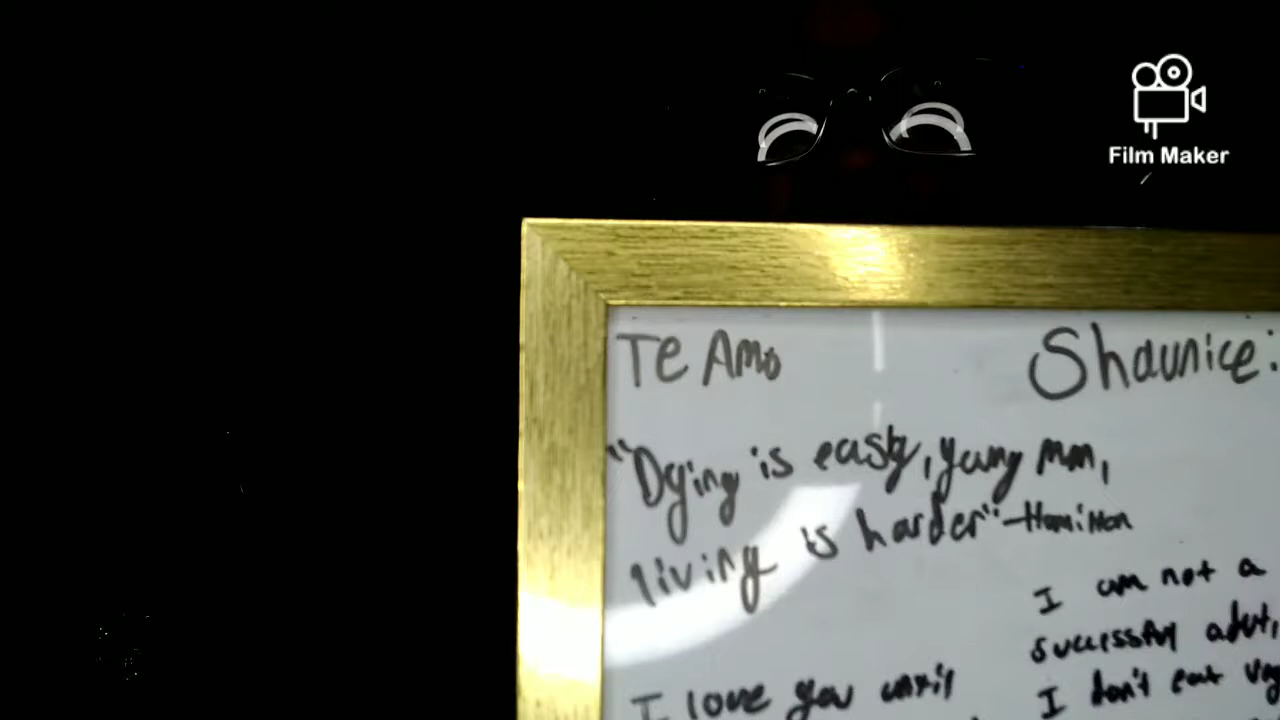 Film Maker
TE AMo
Shaunice:
"Dying is easy, young man,
living is harder" -Hamilton
I am not a
successful adult,
I don't eat veg
I love you until